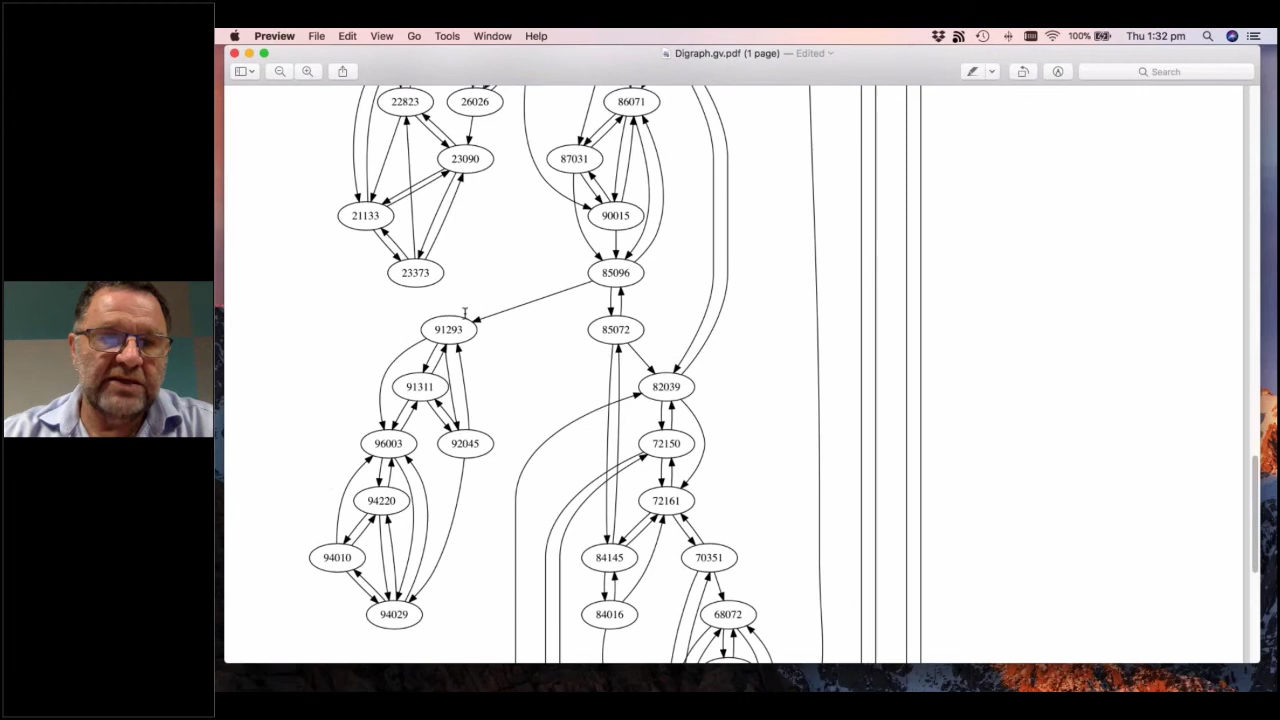 Preview File Edit View Go Tools Window Help 100% Thu 1:32 pm
Digraph.gv.pdf (1 page) — Edited
Search
22823 26026 86071
23090 87031
21133 90015
23373 85096
91293 85072
91311 82039
96003 92045 72150
94220 72161
94010 84145 70351
94029 84016 68072